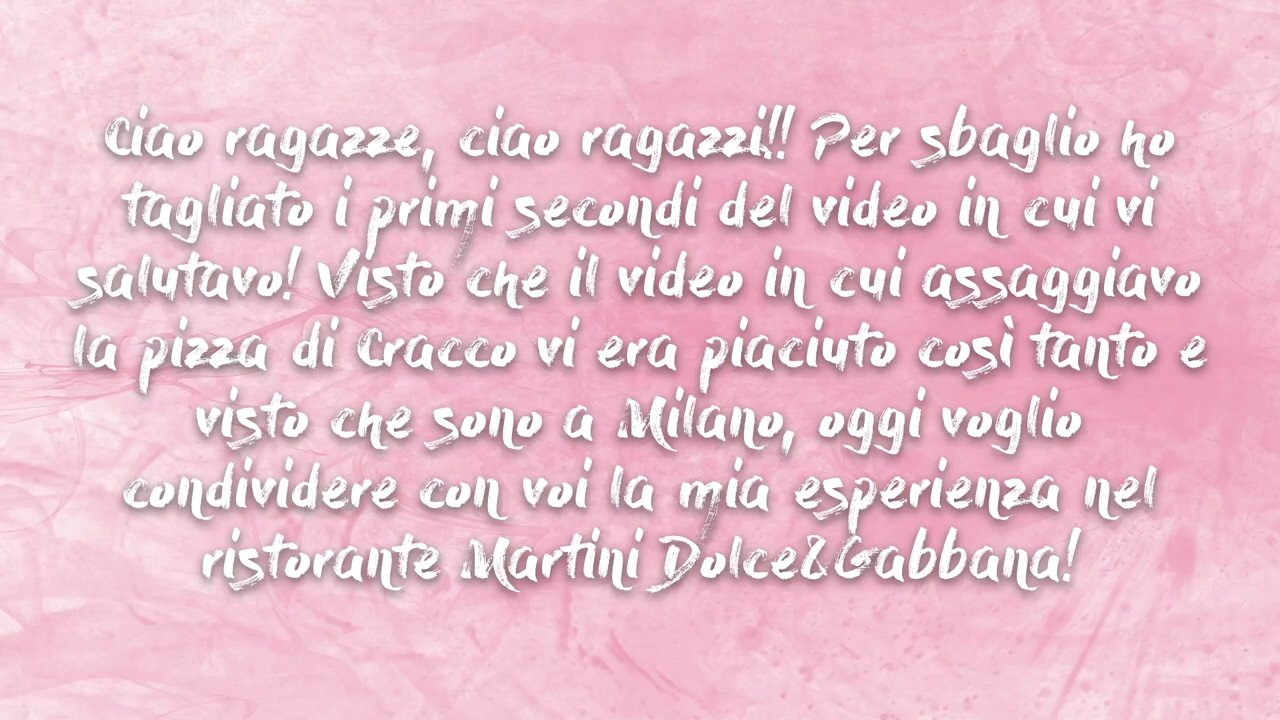 Ciao ragazze, ciao ragazzi!! Per sbaglio ho
tagliato i primi secondi del video in cui vi
salutavo! Visto che il video in cui assaggiavo
la pizza di Cracco vi era piaciuto così tanto e
visto che sono a Milano, oggi voglio
condividere con voi la mia esperienza nel
ristorante Martini Dolce&Gabbana!